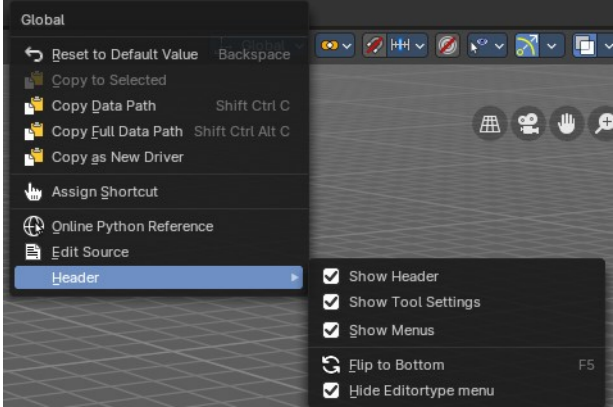 Global
Reset to Default Value Backspace
Global
Copy to Selected
Copy Data Path Shift Ctrl C
Copy Full Data Path Shift Ctrl Alt C
Copy as New Driver
Assign Shortcut
Online Python Reference
Edit Source
Header
Show Header
Show Tool Settings
Show Menus
Flip to Bottom F5
Hide Editortype menu